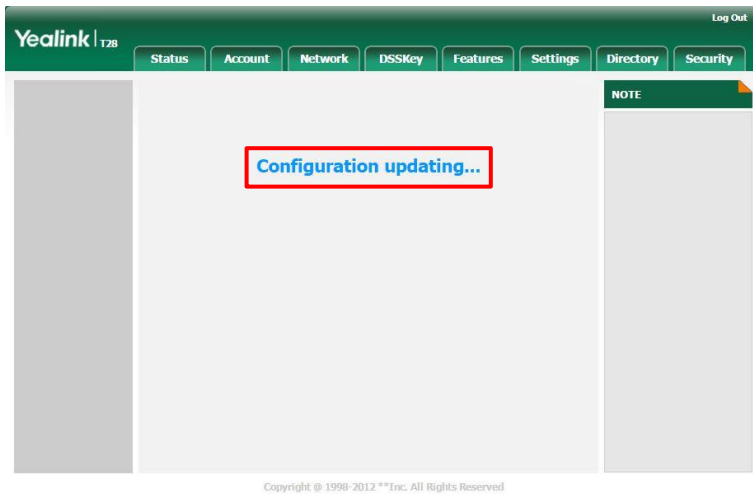 Log Out
Yealink | T28
Status Account Network DSSKey Features Settings Directory Security
NOTE
Configuration updating...
Copyright @ 1998-2012 **Inc. All Rights Reserved